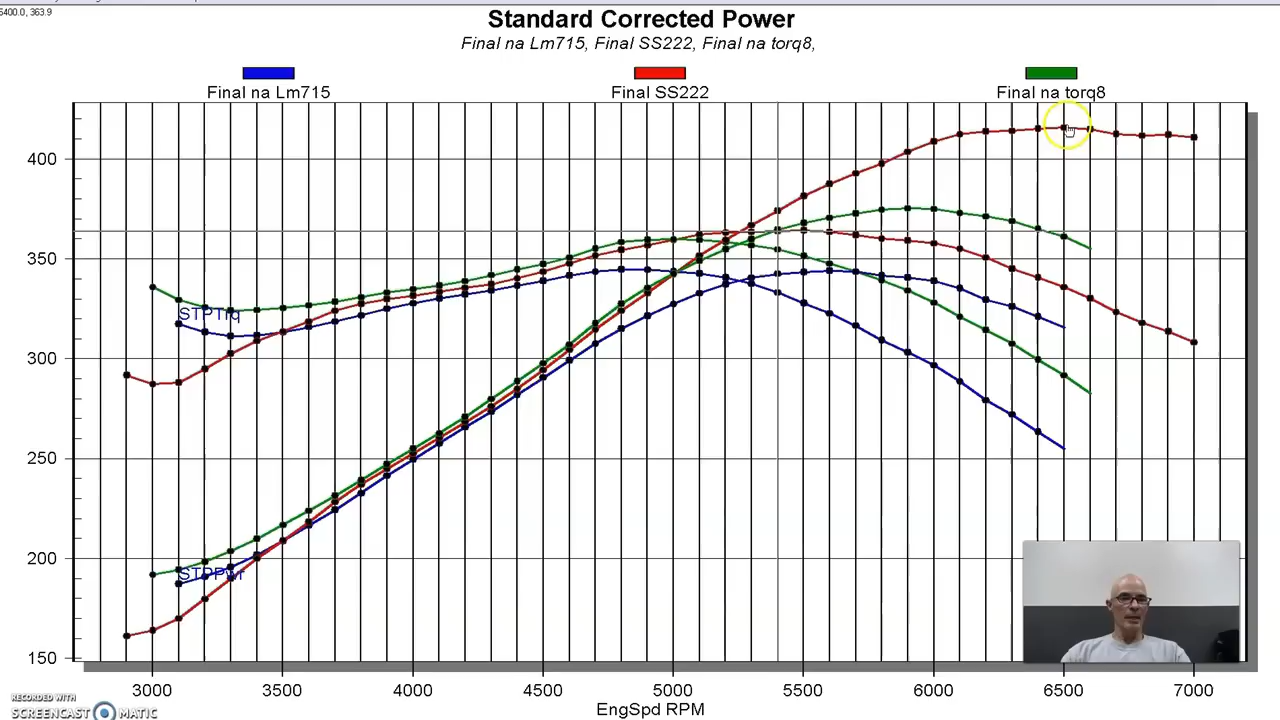 5400.0, 363.9
Standard Corrected Power
Final na Lm715, Final SS222, Final na torq8,
Final na Lm715
Final SS222
Final na torq8
400
350
300
250
200
150
STPTrq
STPPwr
3000
3500
4000
4500
5000
5500
6000
6500
7000
EngSpd RPM
RECORDED WITH
SCREENCAST MATIC